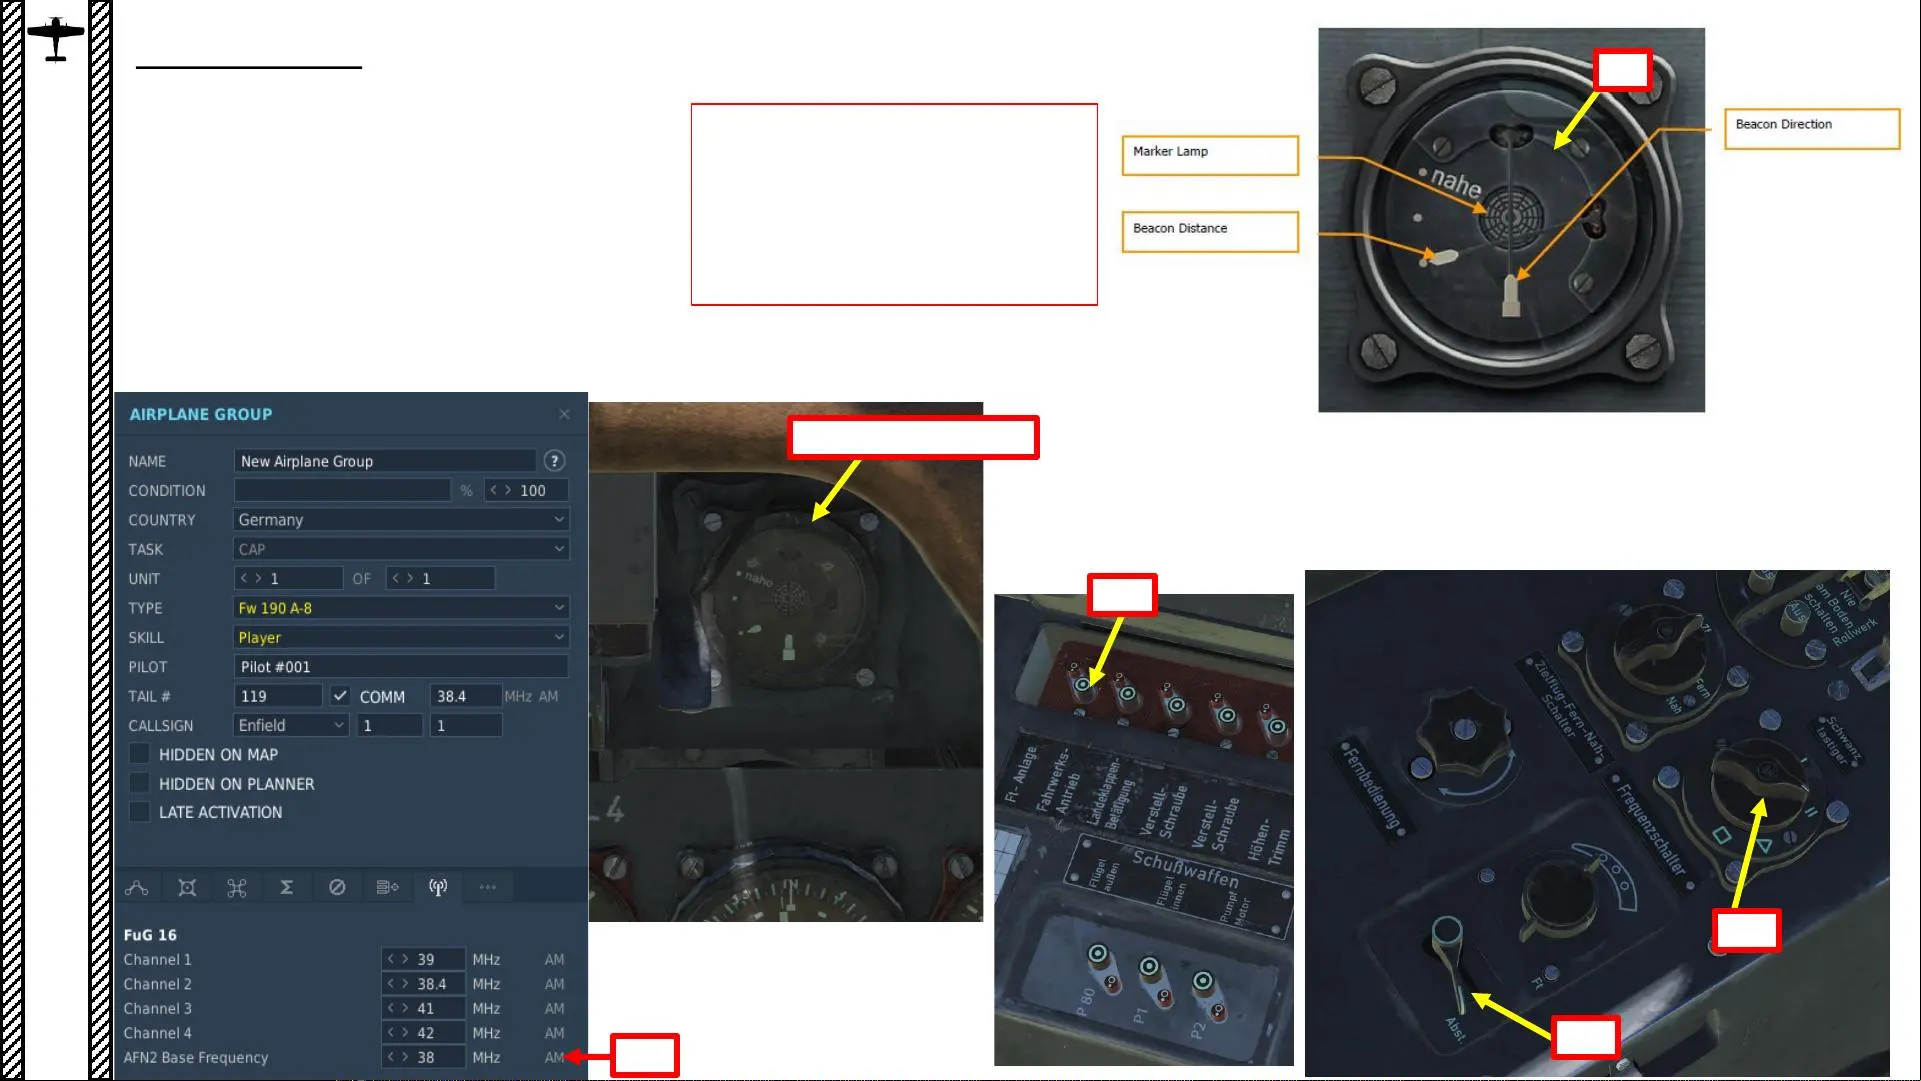 Marker Lamp
Beacon Distance
Beacon Direction
nahe
AIRPLANE GROUP
NAME New Airplane Group ?
CONDITION % < > 100
COUNTRY Germany
TASK CAP
UNIT < > 1 OF < > 1
TYPE Fw 190 A-8
SKILL Player
PILOT Pilot #001
TAIL # 119 COMM 38.4 MHz AM
CALLSIGN Enfield 1 1
HIDDEN ON MAP
HIDDEN ON PLANNER
LATE ACTIVATION
FuG 16
Channel 1 < > 39 MHz AM
Channel 2 < > 38.4 MHz AM
Channel 3 < > 41 MHz AM
Channel 4 < > 42 MHz AM
AFN2 Base Frequency < > 38 MHz AM
nahe
Fahrwerks-
Antrieb
Landeklappen-
Betätigung
Verstell-
Schraube
Verstell-
Schraube
Höhen-
Trimm
Schußwaffen
Flügel
außen
Flügel
innen
Motor
P1
P2
Nie
am Boden
schalten
Rollwerk
Aus
Zielflug-Fern-Nah-
Schalter
Fern
Nah
Schwanz
lastiger
Fernbedienung
Frequenzschalter
I
II
Ft
Abst.